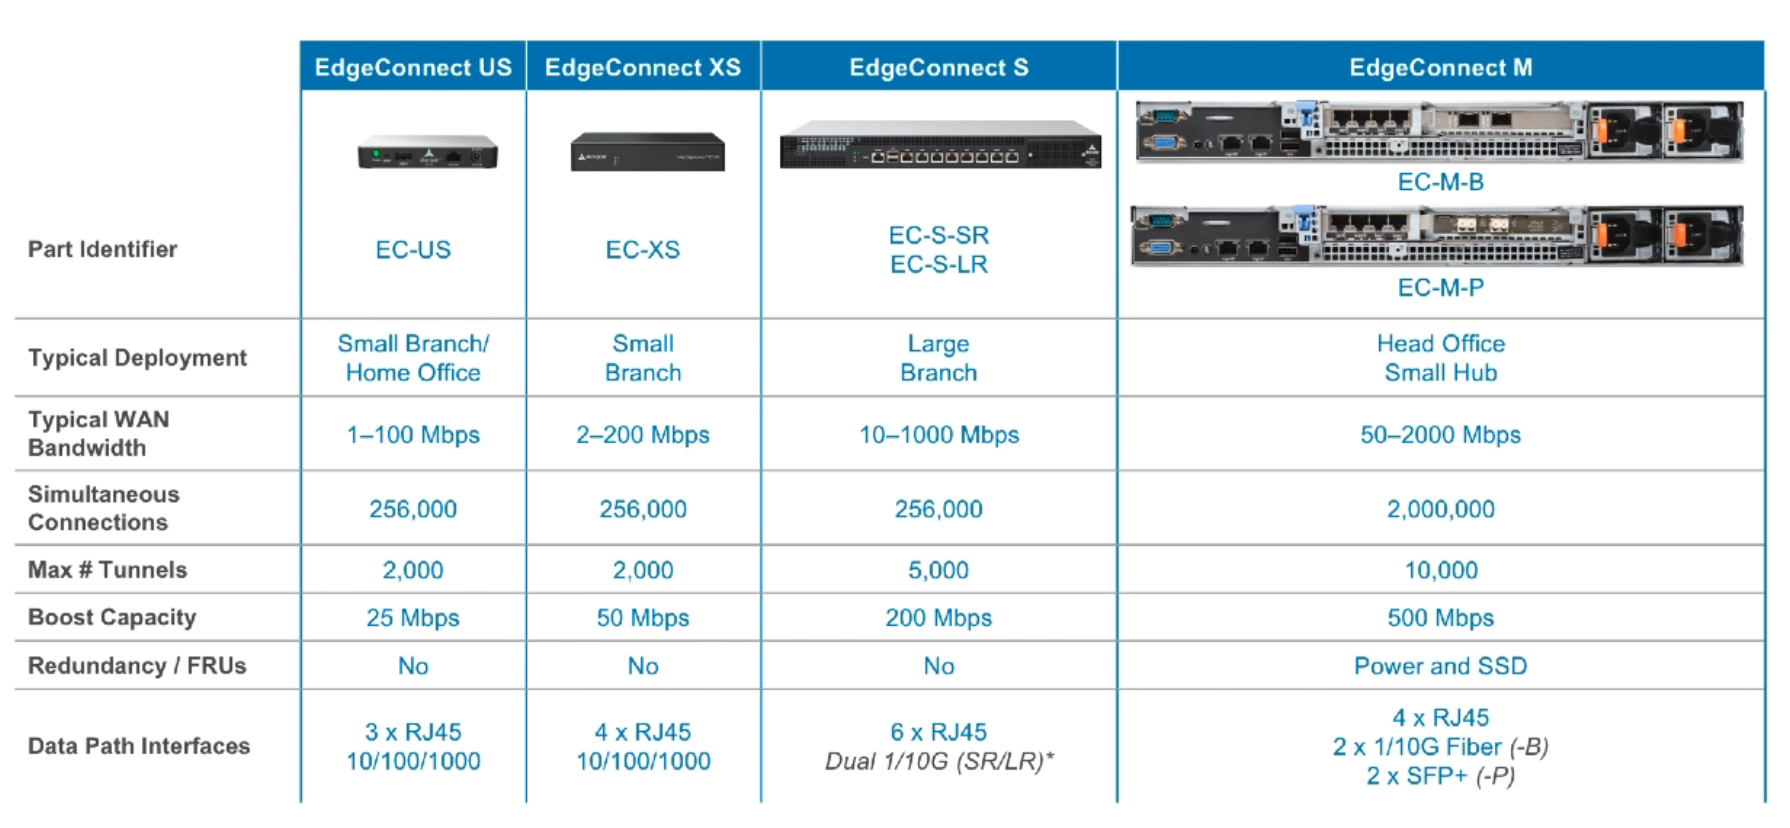 EdgeConnect US EdgeConnect XS EdgeConnect S EdgeConnect M
EC-M-B
Part Identifier EC-US EC-XS EC-S-SR
EC-S-LR
EC-M-P
Typical Deployment Small Branch/ Small Large Head Office
Home Office Branch Branch Small Hub
Typical WAN
Bandwidth 1–100 Mbps 2–200 Mbps 10–1000 Mbps 50–2000 Mbps
Simultaneous
Connections 256,000 256,000 256,000 2,000,000
Max # Tunnels 2,000 2,000 5,000 10,000
Boost Capacity 25 Mbps 50 Mbps 200 Mbps 500 Mbps
Redundancy / FRUs No No No Power and SSD
Data Path Interfaces 3 x RJ45 4 x RJ45 6 x RJ45 4 x RJ45
10/100/1000 10/100/1000 Dual 1/10G (SR/LR)* 2 x 1/10G Fiber (-B)
2 x SFP+ (-P)